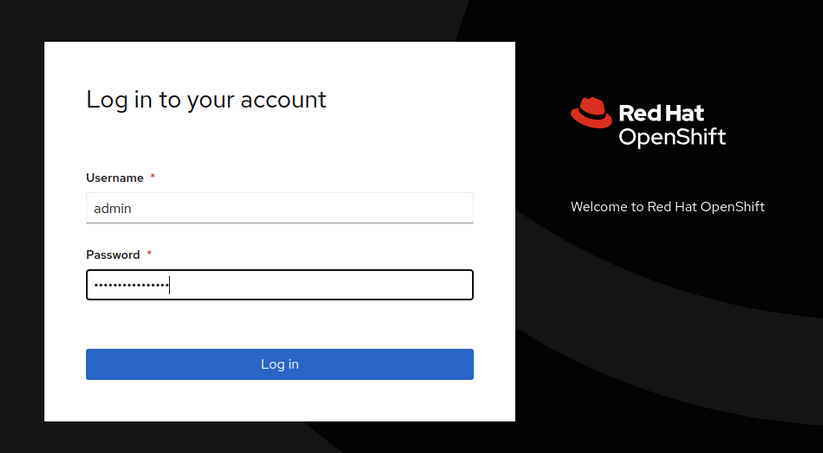 Log in to your account
Username *
admin
Password *
••••••••••••••••
Log in
Red Hat
OpenShift
Welcome to Red Hat OpenShift